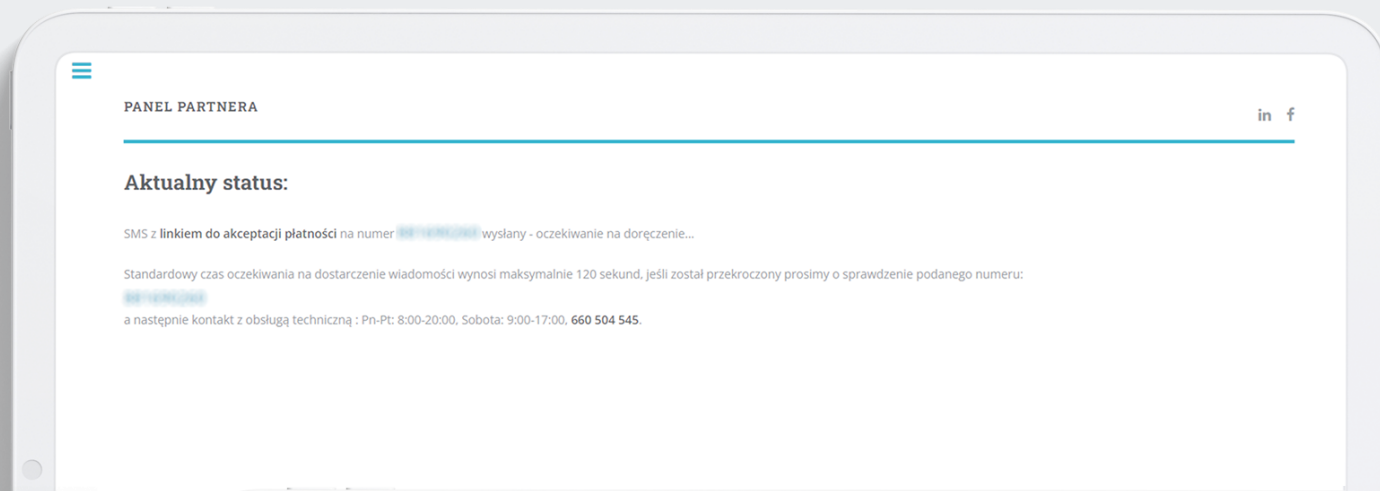 PANEL PARTNERA
in f
Aktualny status:
SMS z linkiem do akceptacji płatności na numer wysłany - oczekiwanie na doręczenie...
Standardowy czas oczekiwania na dostarczenie wiadomości wynosi maksymalnie 120 sekund, jeśli został przekroczony prosimy o sprawdzenie podanego numeru:
a następnie kontakt z obsługą techniczną : Pn-Pt: 8:00-20:00, Sobota: 9:00-17:00, 660 504 545.